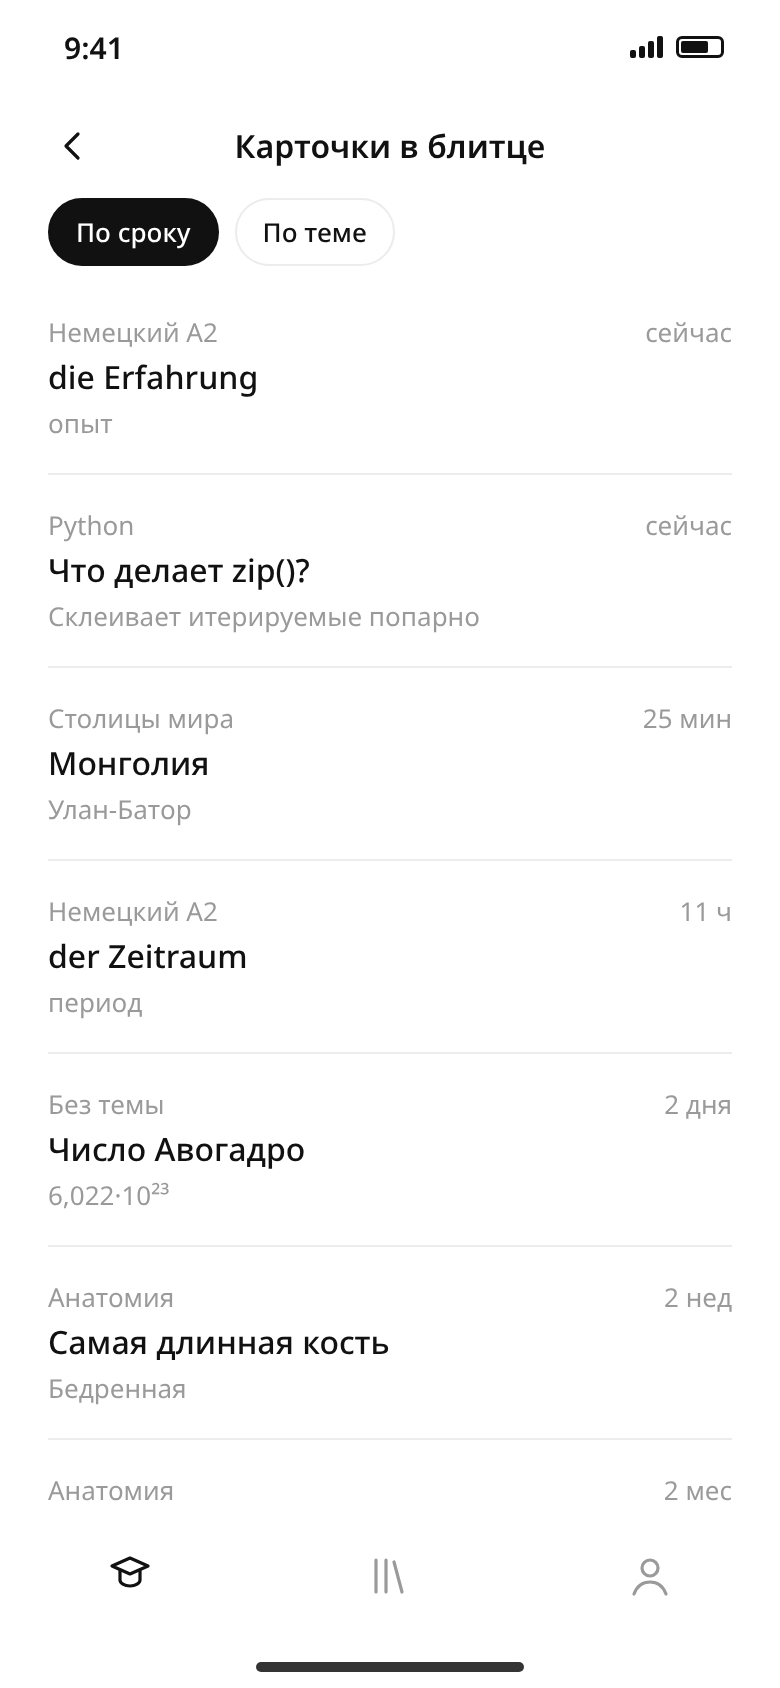 9:41
Карточки в блитце
По сроку
По теме
Немецкий A2
сейчас
die Erfahrung
опыт
Python
сейчас
Что делает zip()?
Склеивает итерируемые попарно
Столицы мира
25 мин
Монголия
Улан-Батор
Немецкий A2
11 ч
der Zeitraum
период
Без темы
2 дня
Число Авогадро
6,022·10²³
Анатомия
2 нед
Самая длинная кость
Бедренная
Анатомия
2 мес